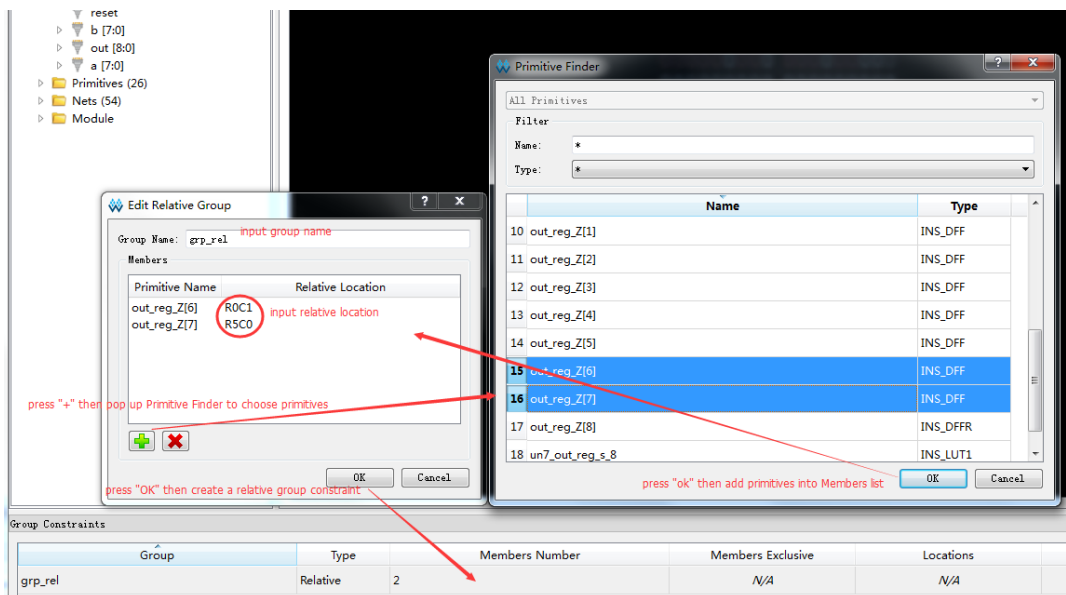 reset
b [7:0]
out [8:0]
a [7:0]
Primitives (26)
Nets (54)
Module
Primitive Finder
All Primitives
Filter
Name: *
Type: *
Name Type
10 out_reg_Z[1] INS_DFF
11 out_reg_Z[2] INS_DFF
12 out_reg_Z[3] INS_DFF
13 out_reg_Z[4] INS_DFF
14 out_reg_Z[5] INS_DFF
15 out_reg_Z[6] INS_DFF
16 out_reg_Z[7] INS_DFF
17 out_reg_Z[8] INS_DFFR
18 un7_out_reg_s_8 INS_LUT1
press "ok" then add primitives into Members list
OK Cancel
Edit Relative Group
input group name
Group Name: grp_rel
Members
Primitive Name Relative Location
out_reg_Z[6] R0C1
out_reg_Z[7] R5C0
input relative location
press "+" then pop up Primitive Finder to choose primitives
OK Cancel
press "OK" then create a relative group constraint
Group Constraints
Group Type Members Number Members Exclusive Locations
grp_rel Relative 2 N/A N/A